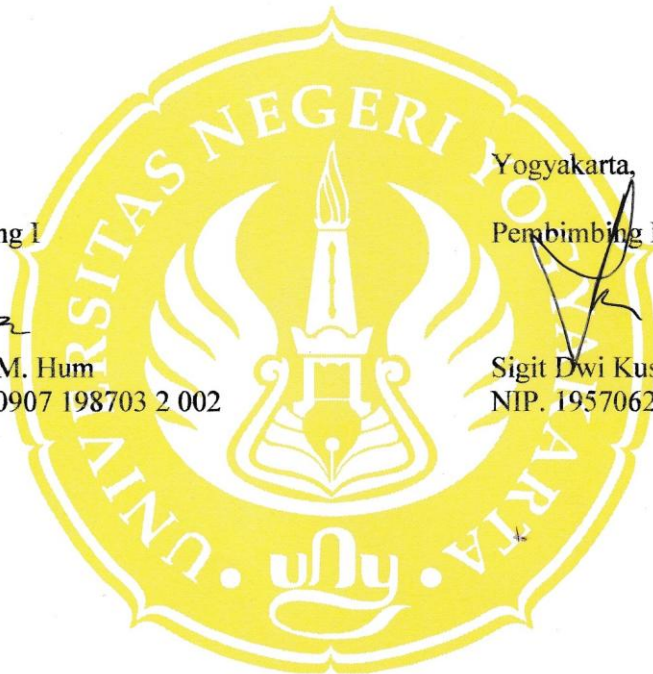 UNIVERSITAS NEGERI YOGYAKARTA
Yogyakarta,
ng I
Pembimbing I
M. Hum
0907 198703 2 002
Sigit Dwi Kus
NIP. 1957062
uny